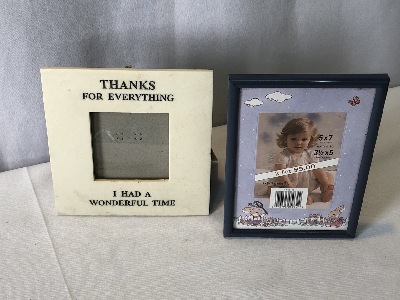 THANKS
FOR EVERYTHING
I HAD A
WONDERFUL TIME
5x7
3½x5